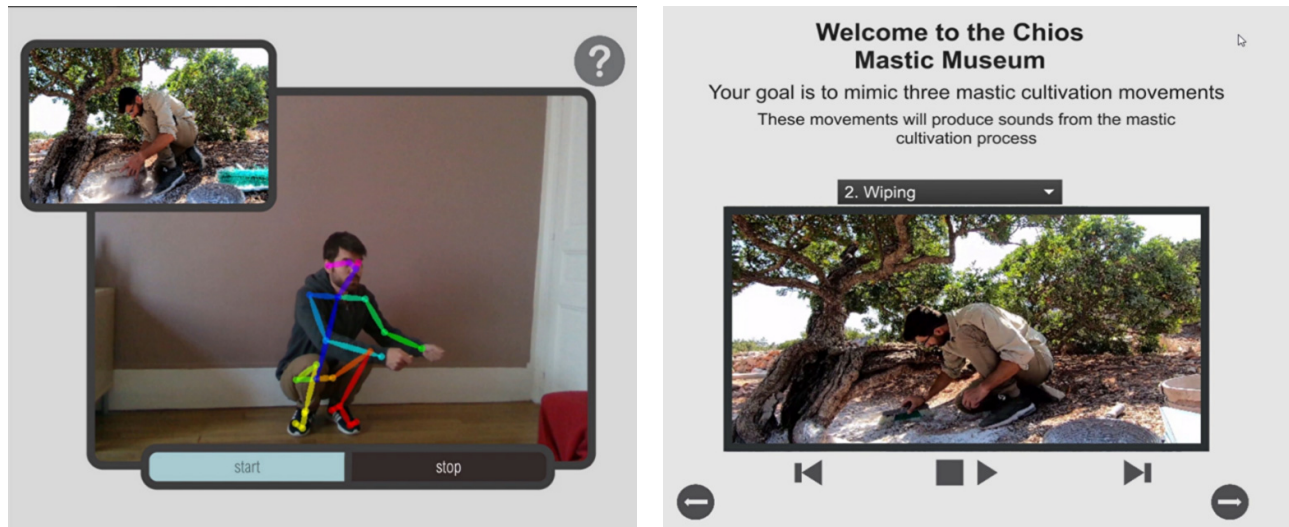 ?
start
stop
Welcome to the Chios
Mastic Museum
Your goal is to mimic three mastic cultivation movements
These movements will produce sounds from the mastic
cultivation process
2. Wiping